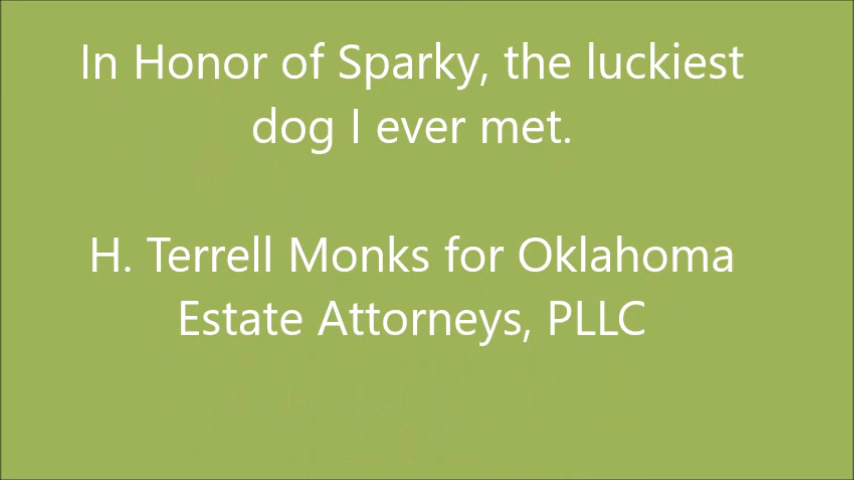 In Honor of Sparky, the luckiest
dog I ever met.
H. Terrell Monks for Oklahoma
Estate Attorneys, PLLC